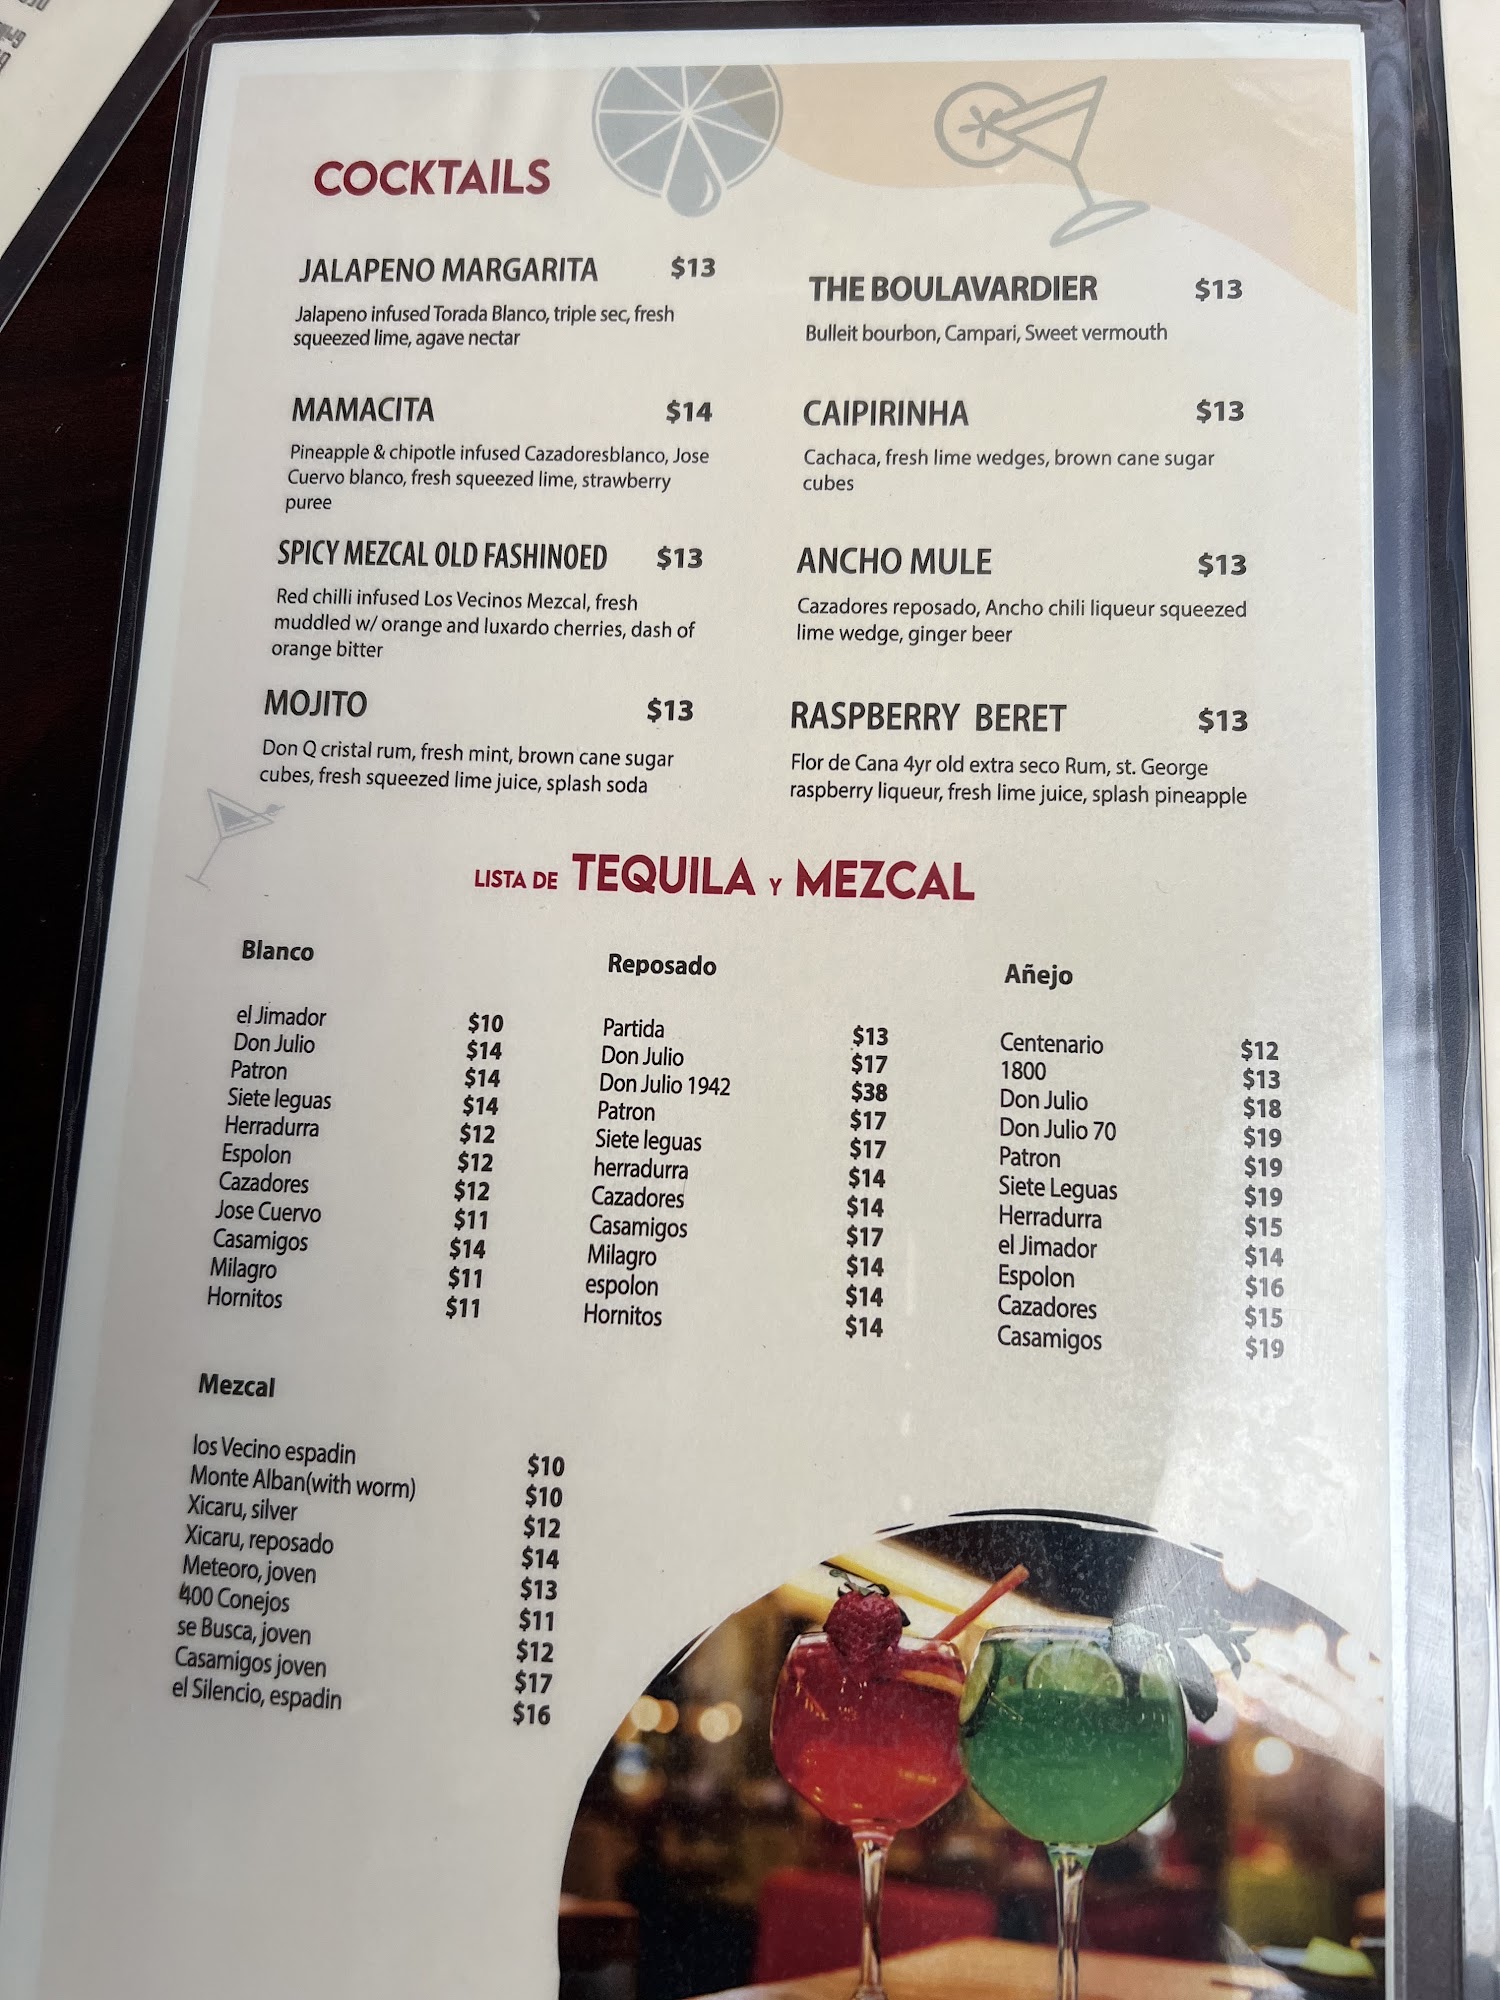 COCKTAILS
JALAPENO MARGARITA $13
Jalapeno infused Torada Blanco, triple sec, fresh
squeezed lime, agave nectar
MAMACITA $14
Pineapple & chipotle infused Cazadoresblanco, Jose
Cuervo blanco, fresh squeezed lime, strawberry
puree
SPICY MEZCAL OLD FASHINOED $13
Red chilli infused Los Vecinos Mezcal, fresh
muddled w/ orange and luxardo cherries, dash of
orange bitter
MOJITO $13
Don Q cristal rum, fresh mint, brown cane sugar
cubes, fresh squeezed lime juice, splash soda
THE BOULAVARDIER $13
Bulleit bourbon, Campari, Sweet vermouth
CAIPIRINHA $13
Cachaca, fresh lime wedges, brown cane sugar
cubes
ANCHO MULE $13
Cazadores reposado, Ancho chili liqueur squeezed
lime wedge, ginger beer
RASPBERRY BERET $13
Flor de Cana 4yr old extra seco Rum, st. George
raspberry liqueur, fresh lime juice, splash pineapple
LISTA DE TEQUILA Y MEZCAL
Blanco
el Jimador $10
Don Julio $14
Patron $14
Siete leguas $14
Herradurra $12
Espolon $12
Cazadores $12
Jose Cuervo $11
Casamigos $14
Milagro $11
Hornitos $11
Reposado
Partida $13
Don Julio $17
Don Julio 1942 $38
Patron $17
Siete leguas $17
herradurra $14
Cazadores $14
Casamigos $17
Milagro $14
espolon $14
Hornitos $14
Añejo
Centenario $12
1800 $13
Don Julio $18
Don Julio 70 $19
Patron $19
Siete Leguas $19
Herradurra $15
el Jimador $14
Espolon $16
Cazadores $15
Casamigos $19
Mezcal
los Vecino espadin $10
Monte Alban(with worm) $10
Xicaru, silver $12
Xicaru, reposado $14
Meteoro, joven $13
400 Conejos $11
se Busca, joven $12
Casamigos joven $17
el Silencio, espadin $16